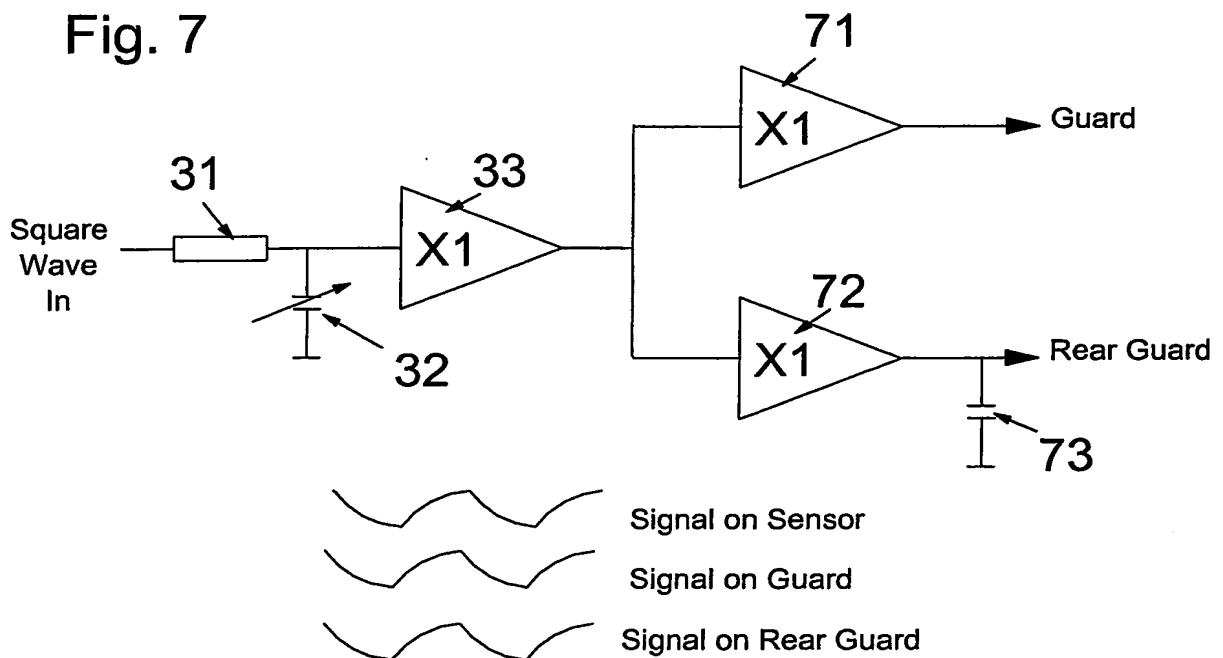 Fig. 7
71
X1
Guard
31
33
Square
Wave
In
X1
32
72
X1
Rear Guard
73
Signal on Sensor
Signal on Guard
Signal on Rear Guard